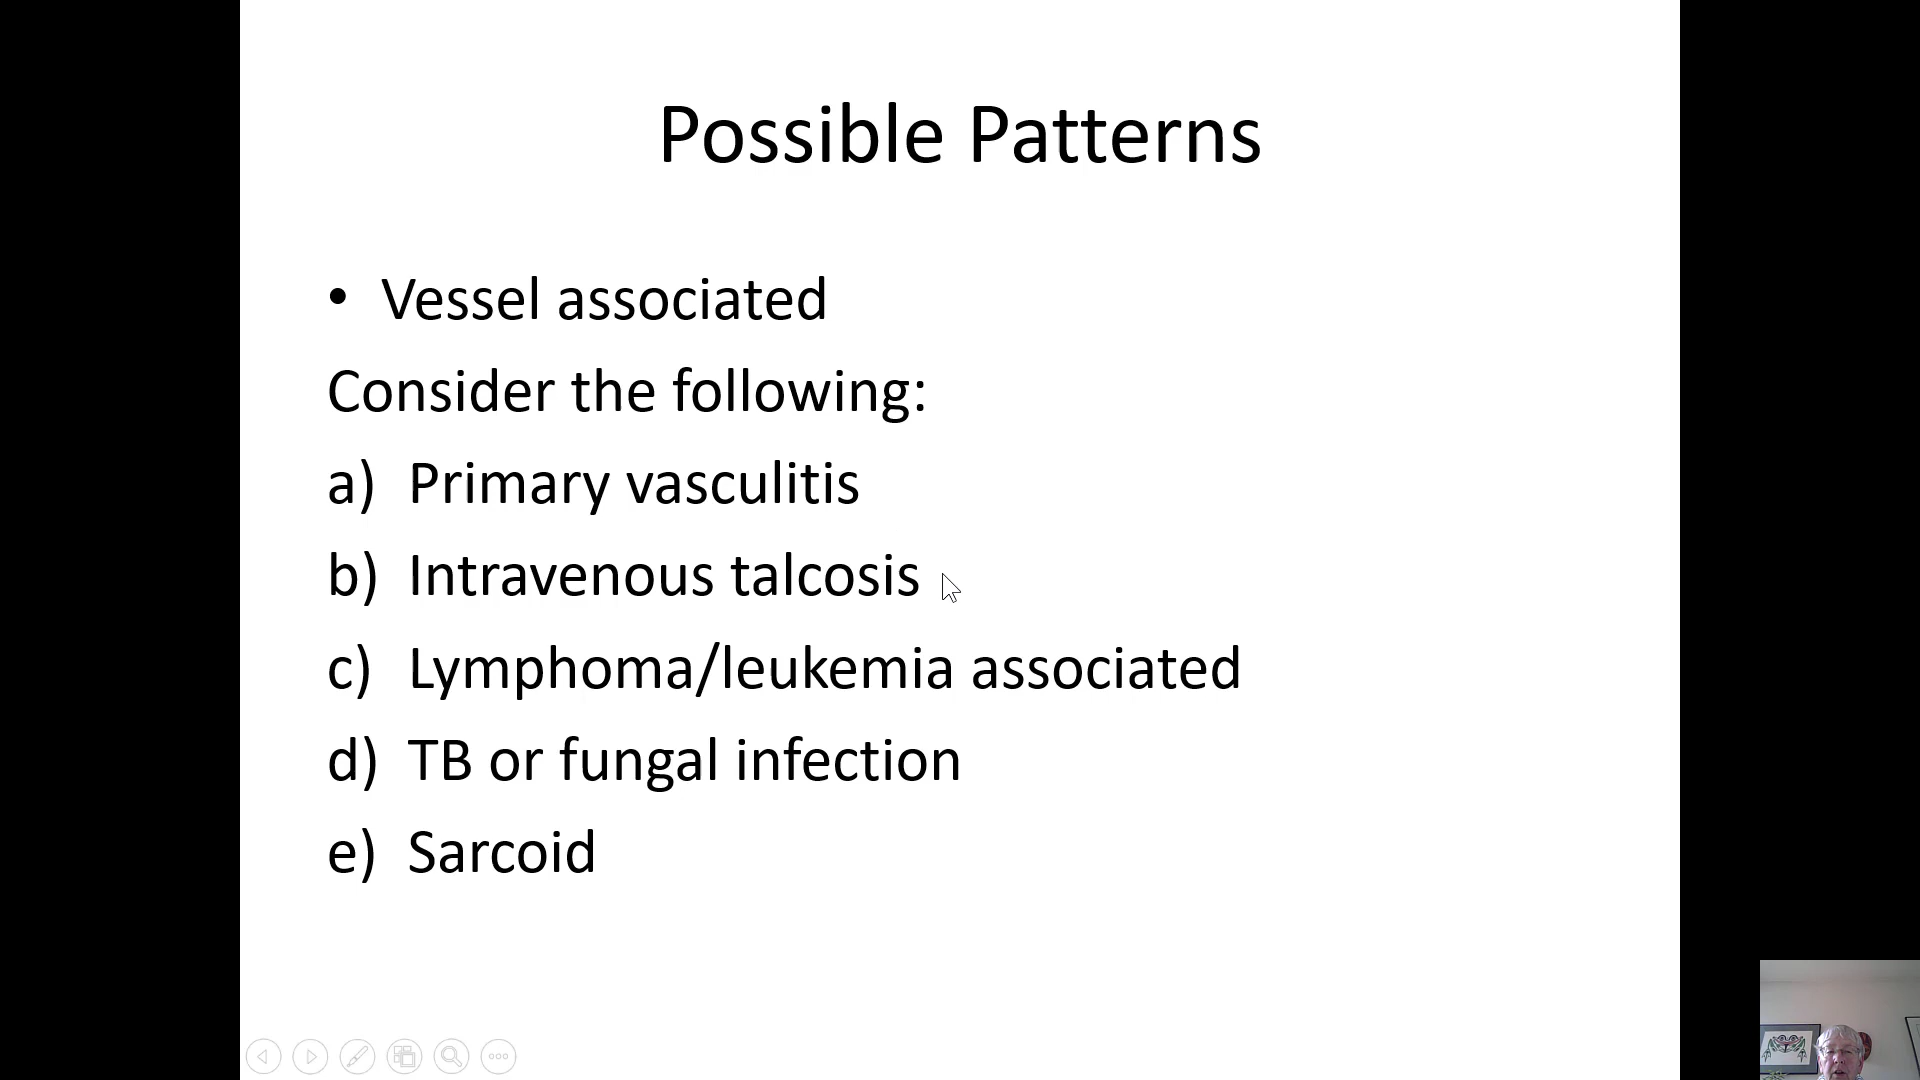 Possible Patterns
• Vessel associated
Consider the following:
a) Primary vasculitis
b) Intravenous talcosis
c) Lymphoma/leukemia associated
d) TB or fungal infection
e) Sarcoid